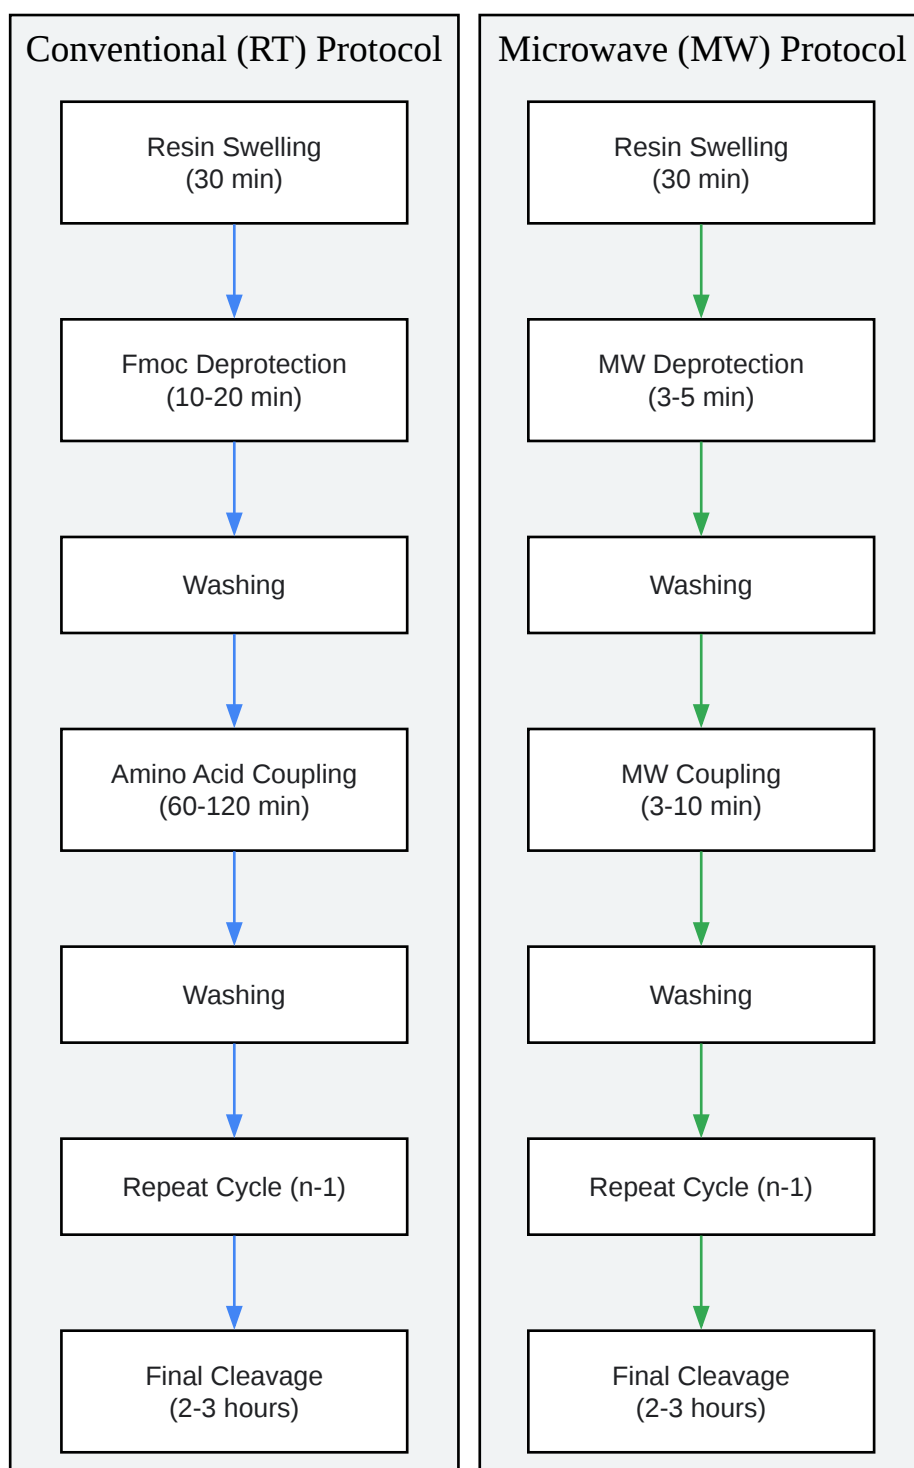 Conventional (RT) Protocol
Resin Swelling
(30 min)
Fmoc Deprotection
(10-20 min)
Washing
Amino Acid Coupling
(60-120 min)
Washing
Repeat Cycle (n-1)
Final Cleavage
(2-3 hours)
Microwave (MW) Protocol
Resin Swelling
(30 min)
MW Deprotection
(3-5 min)
Washing
MW Coupling
(3-10 min)
Washing
Repeat Cycle (n-1)
Final Cleavage
(2-3 hours)